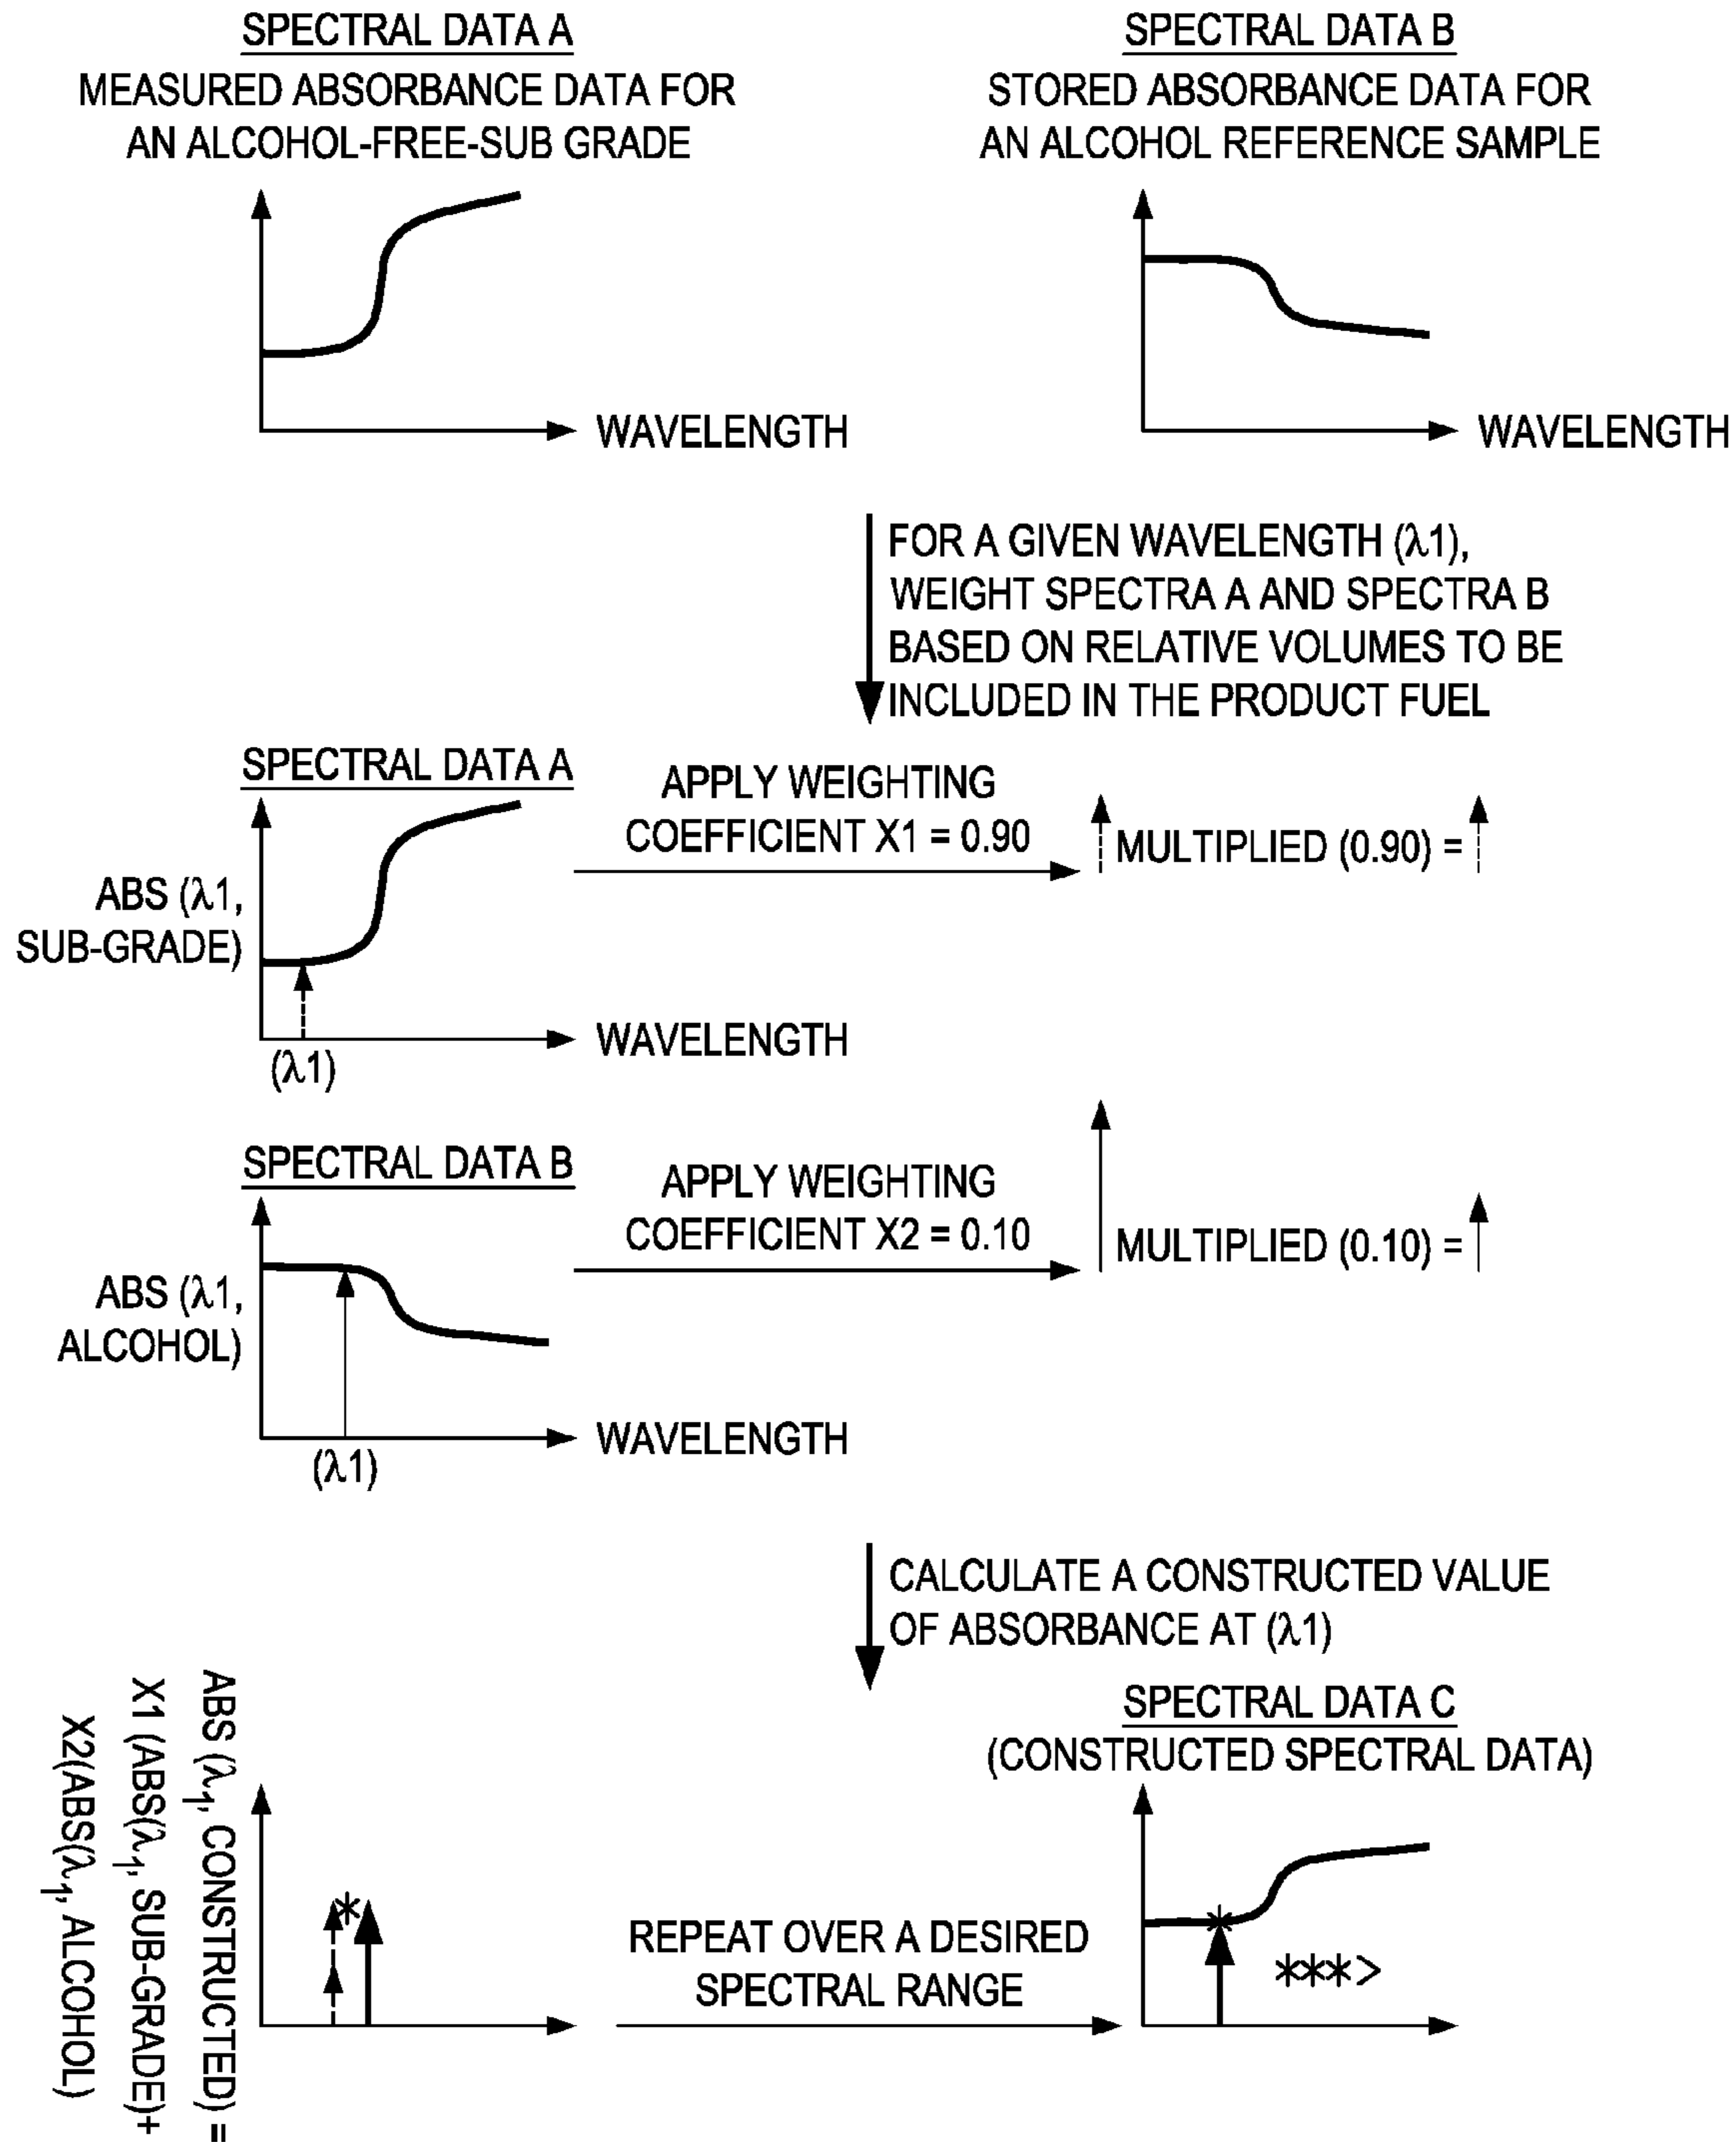 SPECTRAL DATA A
MEASURED ABSORBANCE DATA FOR
AN ALCOHOL-FREE-SUB GRADE
WAVELENGTH
SPECTRAL DATA B
STORED ABSORBANCE DATA FOR
AN ALCOHOL REFERENCE SAMPLE
WAVELENGTH
FOR A GIVEN WAVELENGTH (λ1),
WEIGHT SPECTRA A AND SPECTRA B
BASED ON RELATIVE VOLUMES TO BE
INCLUDED IN THE PRODUCT FUEL
SPECTRAL DATA A
ABS (λ1,
SUB-GRADE)
(λ1)
WAVELENGTH
APPLY WEIGHTING
COEFFICIENT X1 = 0.90
MULTIPLIED (0.90) =
SPECTRAL DATA B
ABS (λ1,
ALCOHOL)
(λ1)
WAVELENGTH
APPLY WEIGHTING
COEFFICIENT X2 = 0.10
MULTIPLIED (0.10) =
CALCULATE A CONSTRUCTED VALUE
OF ABSORBANCE AT (λ1)
ABS (λ1, CONSTRUCTED) =
X1 (ABS(λ1, SUB-GRADE)+
X2(ABS(λ1, ALCOHOL)
*
REPEAT OVER A DESIRED
SPECTRAL RANGE
SPECTRAL DATA C
(CONSTRUCTED SPECTRAL DATA)
*
***>